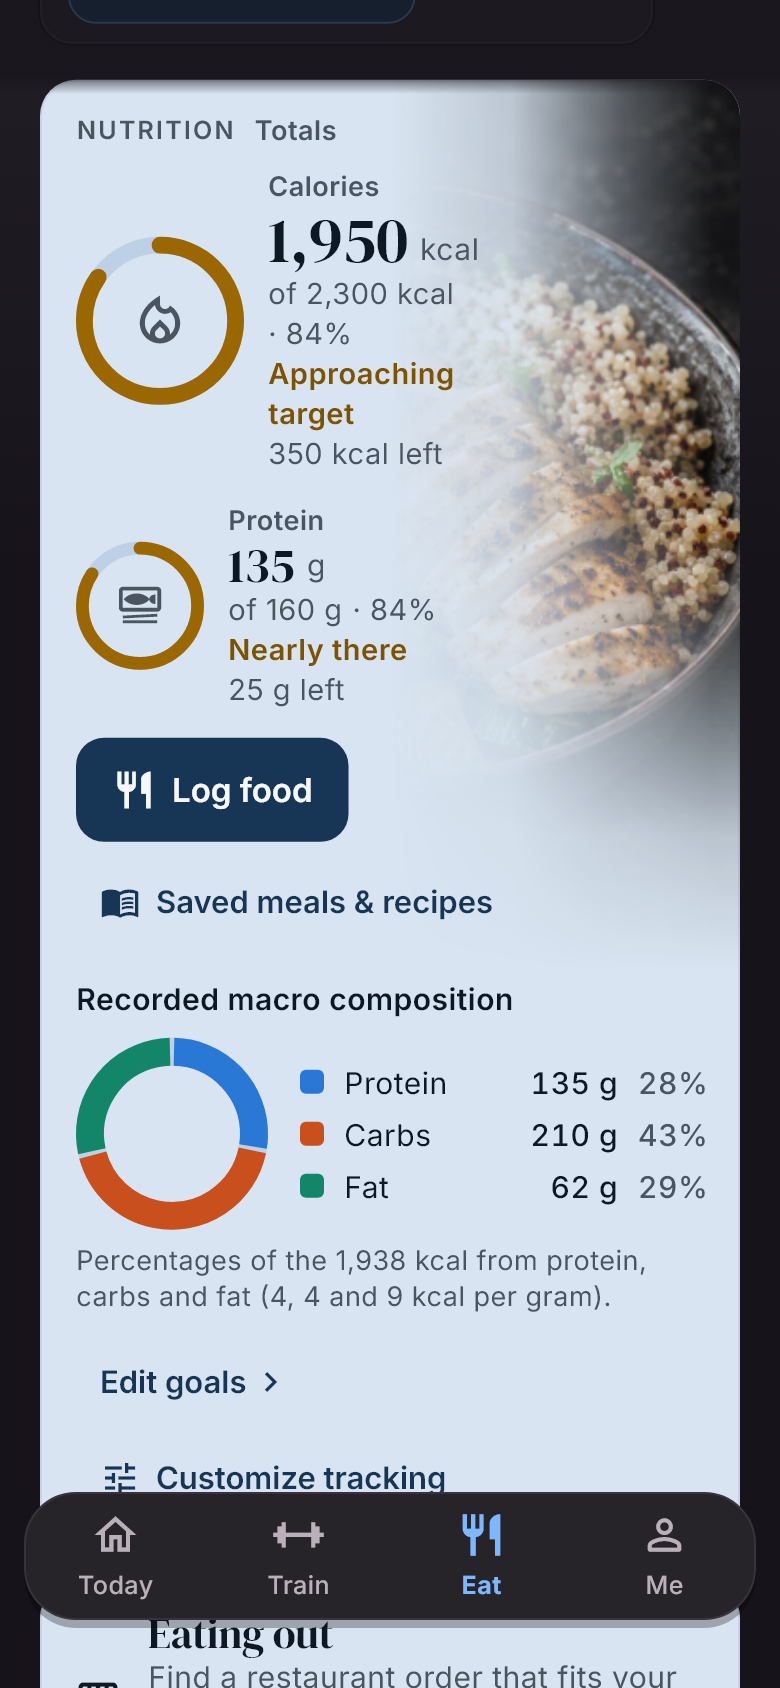 NUTRITION Totals
Calories
1,950 kcal
of 2,300 kcal
· 84%
Approaching
target
350 kcal left
Protein
135 g
of 160 g · 84%
Nearly there
25 g left
Log food
Saved meals & recipes
Recorded macro composition
Protein 135 g 28%
Carbs 210 g 43%
Fat 62 g 29%
Percentages of the 1,938 kcal from protein,
carbs and fat (4, 4 and 9 kcal per gram).
Edit goals
Customize tracking
Today Train Eat Me
Eating out
Find a restaurant order that fits your